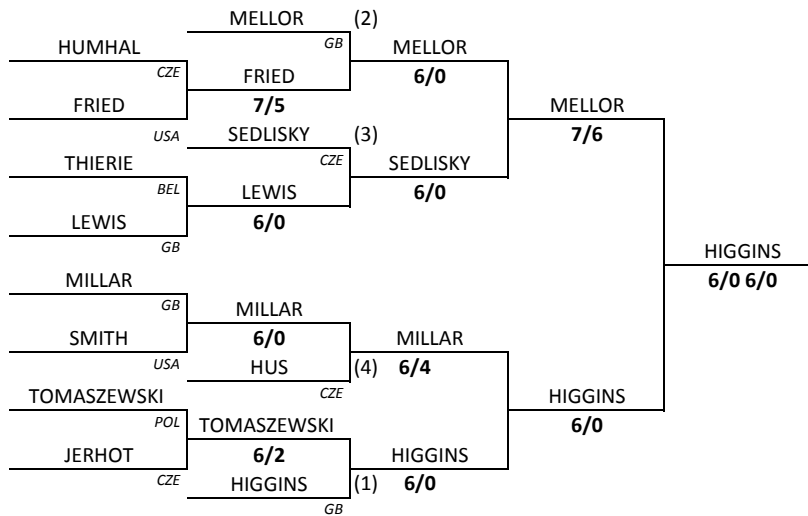 MELLOR (2)
HUMHAL GB MELLOR
CZE FRIED 6/0
FRIED 7/5 MELLOR
USA SEDLISKY (3) 7/6
THIERIE CZE SEDLISKY
BEL LEWIS 6/0
LEWIS 6/0
GB HIGGINS
MILLAR 6/0 6/0
GB MILLAR
SMITH 6/0 MILLAR
USA HUS (4) 6/4
TOMASZEWSKI CZE HIGGINS
POL TOMASZEWSKI 6/0
JERHOT 6/2 HIGGINS
CZE HIGGINS (1) 6/0
GB